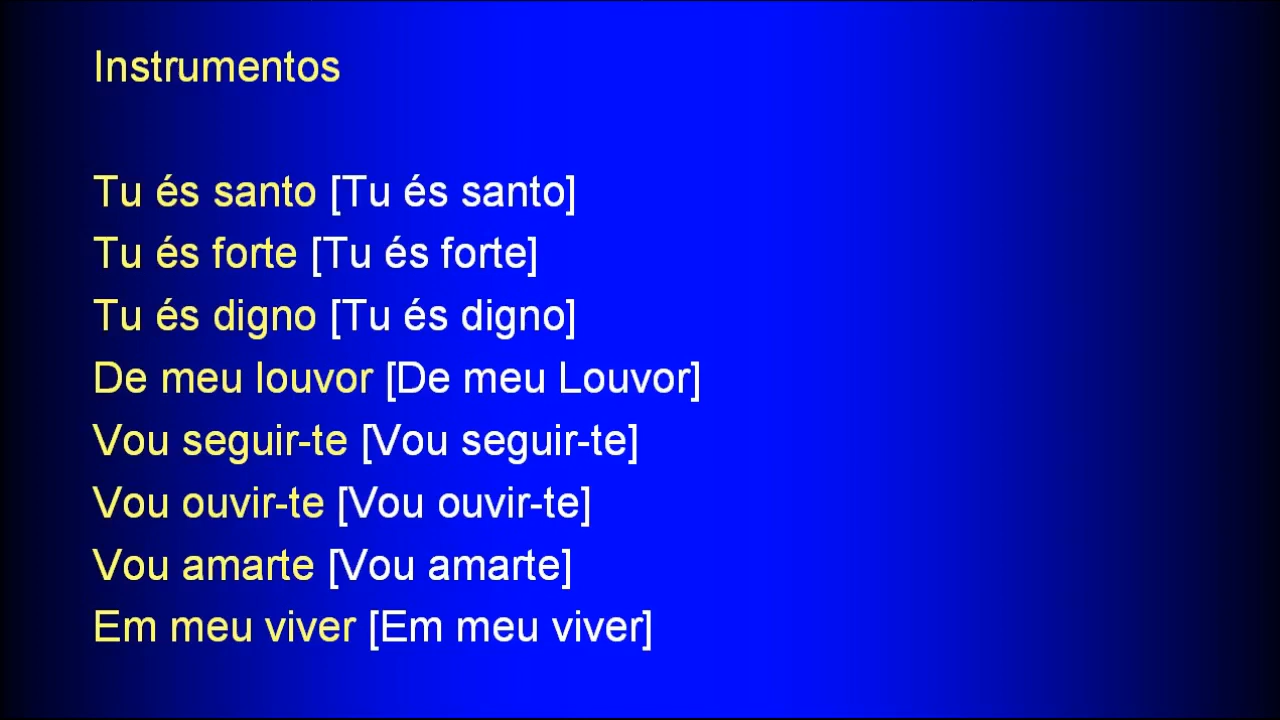 Instrumentos
Tu és santo [Tu és santo]
Tu és forte [Tu és forte]
Tu és digno [Tu és digno]
De meu louvor [De meu Louvor]
Vou seguir-te [Vou seguir-te]
Vou ouvir-te [Vou ouvir-te]
Vou amarte [Vou amarte]
Em meu viver [Em meu viver]